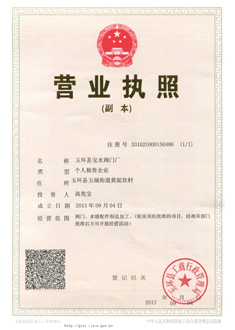 营业执照
(副 本)
注 册 号 331021000150486 (1/1)
名 称 玉环县宝水阀门厂
类 型 个人独资企业
住 所 玉环县玉城街道黄泥坎村
投 资 人 高兆宝
成 立 日 期 2013年09月04日
经 营 范 围 阀门、水暖配件制造加工。(依法须经批准的项目，经相关部门
批准后方可开展经营活动)
登 记 机 关
玉环县工商行政管理局